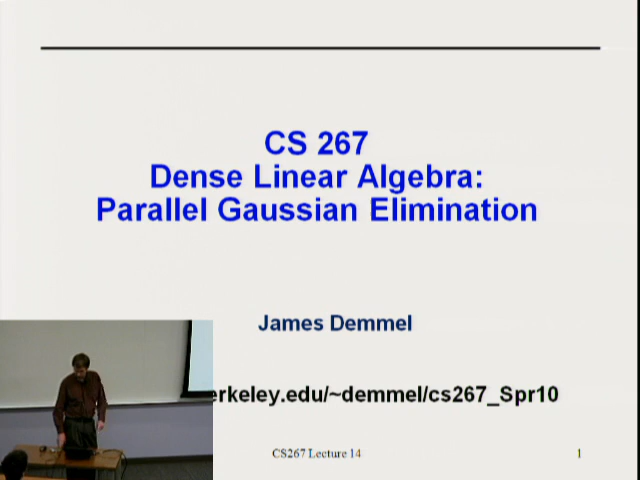 CS 267
Dense Linear Algebra:
Parallel Gaussian Elimination
James Demmel
erkeley.edu/~demmel/cs267_Spr10
CS267 Lecture 14
1